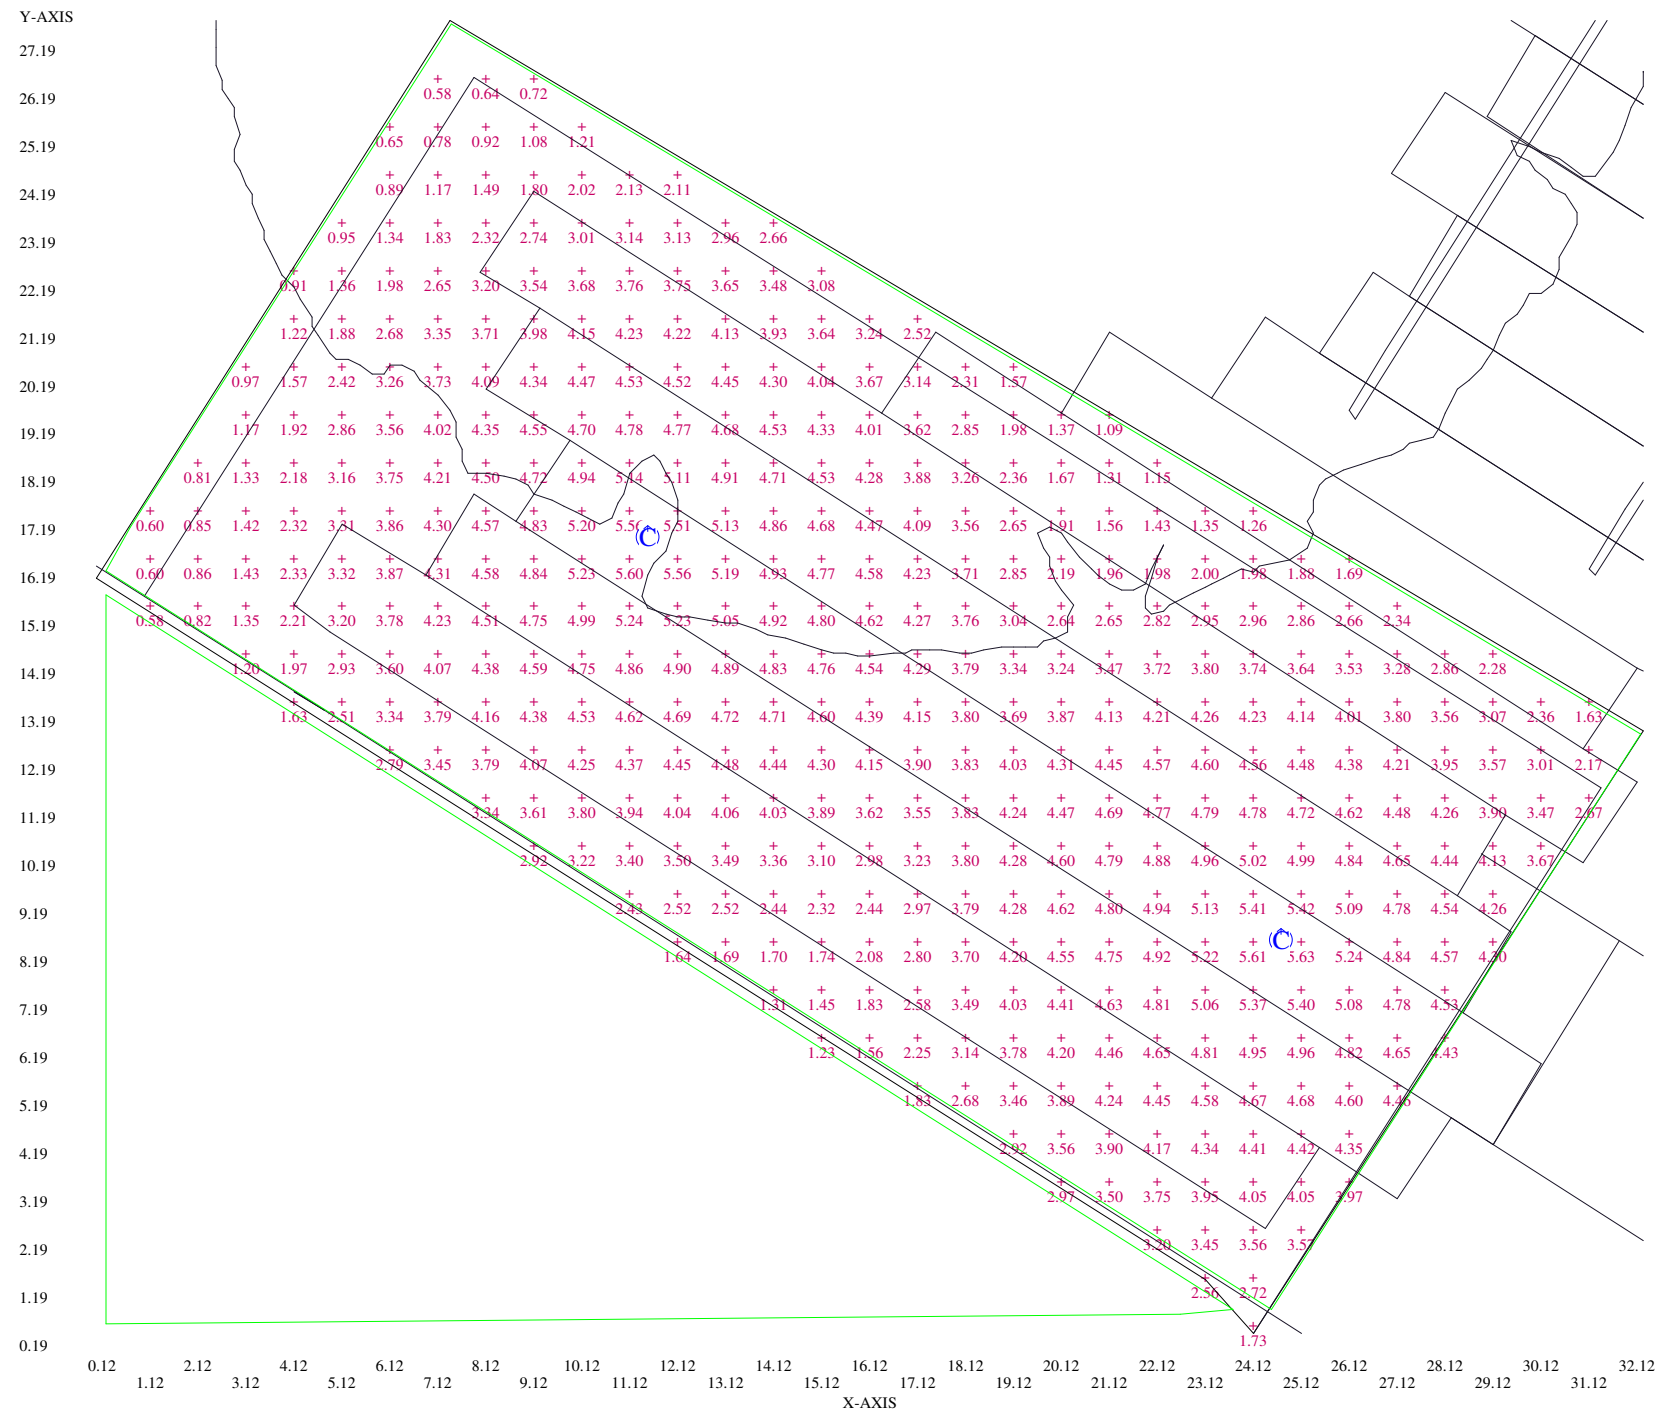 Y-AXIS
27.19
26.19
0.58 0.64 0.72
25.19
0.65 0.78 0.92 1.08 1.21
24.19
0.89 1.17 1.49 1.80 2.02 2.13 2.11
23.19
0.95 1.34 1.83 2.32 2.74 3.01 3.14 3.13 2.96 2.66
22.19
0.91 1.36 1.98 2.65 3.20 3.54 3.68 3.76 3.75 3.65 3.48 3.08
21.19
1.22 1.88 2.68 3.35 3.71 3.98 4.15 4.23 4.22 4.13 3.93 3.64 3.24 2.52
20.19
0.97 1.57 2.42 3.26 3.73 4.09 4.34 4.47 4.53 4.52 4.45 4.30 4.04 3.67 3.14 2.31 1.57
19.19
1.17 1.92 2.86 3.56 4.02 4.35 4.55 4.70 4.78 4.77 4.68 4.53 4.33 4.01 3.62 2.85 1.98 1.37 1.09
18.19
0.81 1.33 2.18 3.16 3.75 4.21 4.50 4.72 4.94 5.14 5.11 4.91 4.71 4.53 4.28 3.88 3.26 2.36 1.67 1.31 1.15
17.19
0.60 0.85 1.42 2.32 3.31 3.86 4.30 4.57 4.83 5.20 5.56 5.51 5.13 4.86 4.68 4.47 4.09 3.56 2.65 1.91 1.56 1.43 1.35 1.26
(C)
16.19
0.60 0.86 1.43 2.33 3.32 3.87 4.31 4.58 4.84 5.23 5.60 5.56 5.19 4.93 4.77 4.58 4.23 3.71 2.85 2.19 1.96 1.98 2.00 1.98 1.88 1.69
15.19
0.58 0.82 1.35 2.21 3.20 3.78 4.23 4.51 4.75 4.99 5.24 5.23 5.05 4.92 4.80 4.62 4.27 3.76 3.04 2.64 2.65 2.82 2.95 2.96 2.86 2.66 2.34
14.19
1.20 1.97 2.93 3.60 4.07 4.38 4.59 4.75 4.86 4.90 4.89 4.83 4.76 4.54 4.29 3.79 3.34 3.24 3.47 3.72 3.80 3.74 3.64 3.53 3.28 2.86 2.28
13.19
1.63 2.51 3.34 3.79 4.16 4.38 4.53 4.62 4.69 4.72 4.71 4.60 4.39 4.15 3.80 3.69 3.87 4.13 4.21 4.26 4.23 4.14 4.01 3.80 3.56 3.07 2.36 1.63
12.19
2.79 3.45 3.79 4.07 4.25 4.37 4.45 4.48 4.44 4.30 4.15 3.90 3.83 4.03 4.31 4.45 4.57 4.60 4.56 4.48 4.38 4.21 3.95 3.57 3.01 2.17
11.19
3.34 3.61 3.80 3.94 4.04 4.06 4.03 3.89 3.62 3.55 3.83 4.24 4.47 4.69 4.77 4.79 4.78 4.72 4.62 4.48 4.26 3.90 3.47 2.67
10.19
2.92 3.22 3.40 3.50 3.49 3.36 3.10 2.98 3.23 3.80 4.28 4.60 4.79 4.88 4.96 5.02 4.99 4.84 4.65 4.44 4.13 3.67
9.19
2.43 2.52 2.52 2.44 2.32 2.44 2.97 3.79 4.28 4.62 4.80 4.94 5.13 5.41 5.42 5.09 4.78 4.54 4.26
(C)
8.19
1.64 1.69 1.70 1.74 2.08 2.80 3.70 4.20 4.55 4.75 4.92 5.22 5.61 5.63 5.24 4.84 4.57 4.30
7.19
1.31 1.45 1.83 2.58 3.49 4.03 4.41 4.63 4.81 5.06 5.37 5.40 5.08 4.78 4.53
6.19
1.23 1.56 2.25 3.14 3.78 4.20 4.46 4.65 4.81 4.95 4.96 4.82 4.65 4.43
5.19
1.83 2.68 3.46 3.89 4.24 4.45 4.58 4.67 4.68 4.60 4.46
4.19
2.92 3.56 3.90 4.17 4.34 4.41 4.42 4.35
3.19
2.97 3.50 3.75 3.95 4.05 4.05 3.97
2.19
3.20 3.45 3.56 3.57
1.19
2.56 2.72
0.19
1.73
0.12 2.12 4.12 6.12 8.12 10.12 12.12 14.12 16.12 18.12 20.12 22.12 24.12 26.12 28.12 30.12 32.12
1.12 3.12 5.12 7.12 9.12 11.12 13.12 15.12 17.12 19.12 21.12 23.12 25.12 27.12 29.12 31.12
X-AXIS